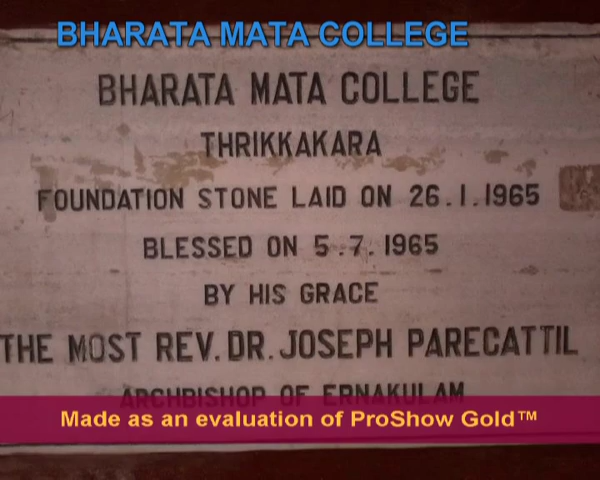 BHARATA MATA COLLEGE
BHARATA MATA COLLEGE
THRIKKAKARA
FOUNDATION STONE LAID ON 26.1.1965
BLESSED ON 5.7.1965
BY HIS GRACE
THE MOST REV. DR. JOSEPH PARECATTIL
ARCHBISHOP OF ERNAKULAM
Made as an evaluation of ProShow Gold™